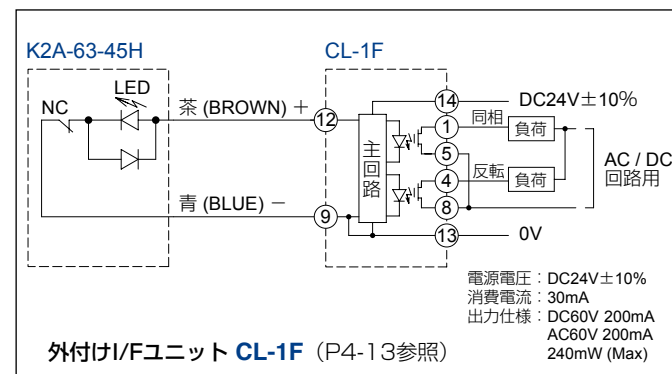 K2A-63-45H
CL-1F
LED
NC
茶 (BROWN) +
青 (BLUE) −
12
9
主回路
14
1
5
4
8
13
DC24V±10%
同相
負荷
反転
負荷
AC / DC
回路用
0V
電源電圧：DC24V±10%
消費電流：30mA
出力仕様：DC60V 200mA
AC60V 200mA
240mW (Max)
外付けI/Fユニット CL-1F（P4-13参照）